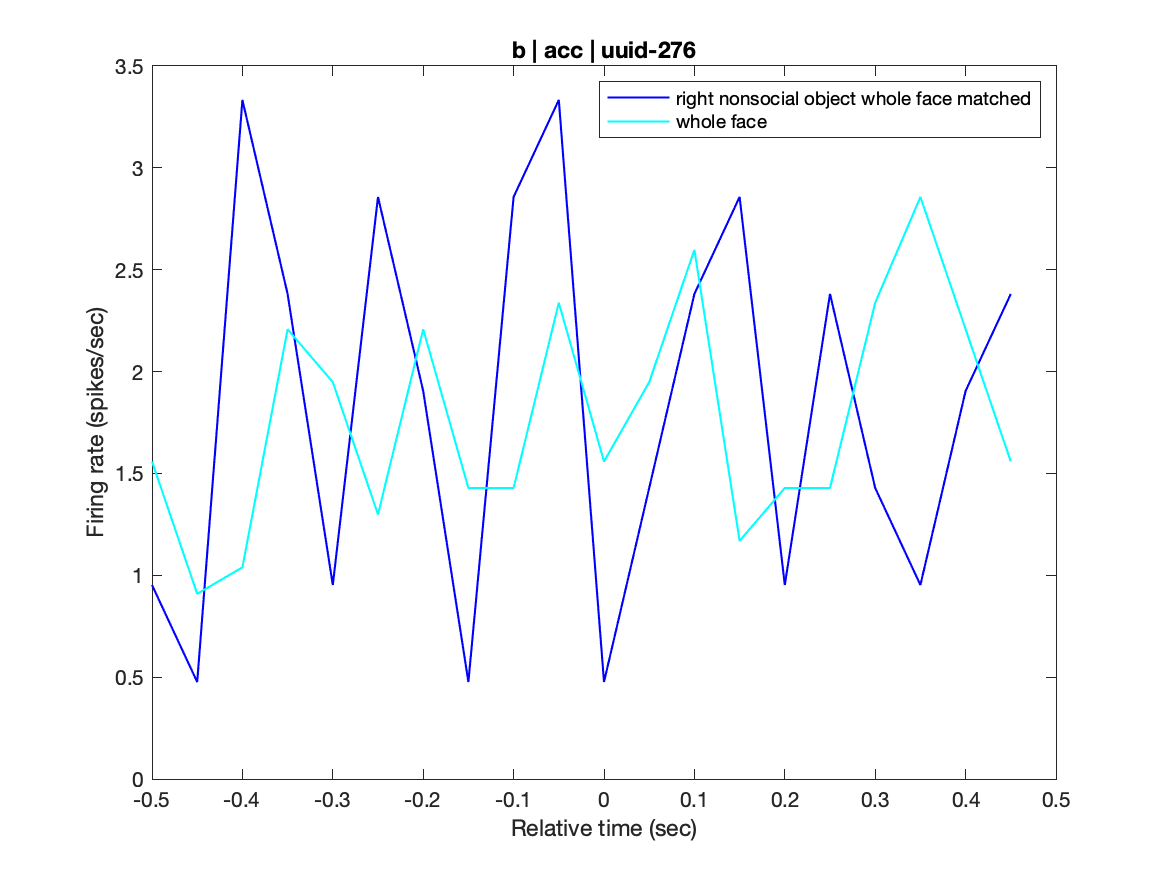 b | acc | uuid-276
right nonsocial object whole face matched
whole face
Firing rate (spikes/sec)
3.5
3
2.5
2
1.5
1
0.5
0
-0.5 -0.4 -0.3 -0.2 -0.1 0 0.1 0.2 0.3 0.4 0.5
Relative time (sec)